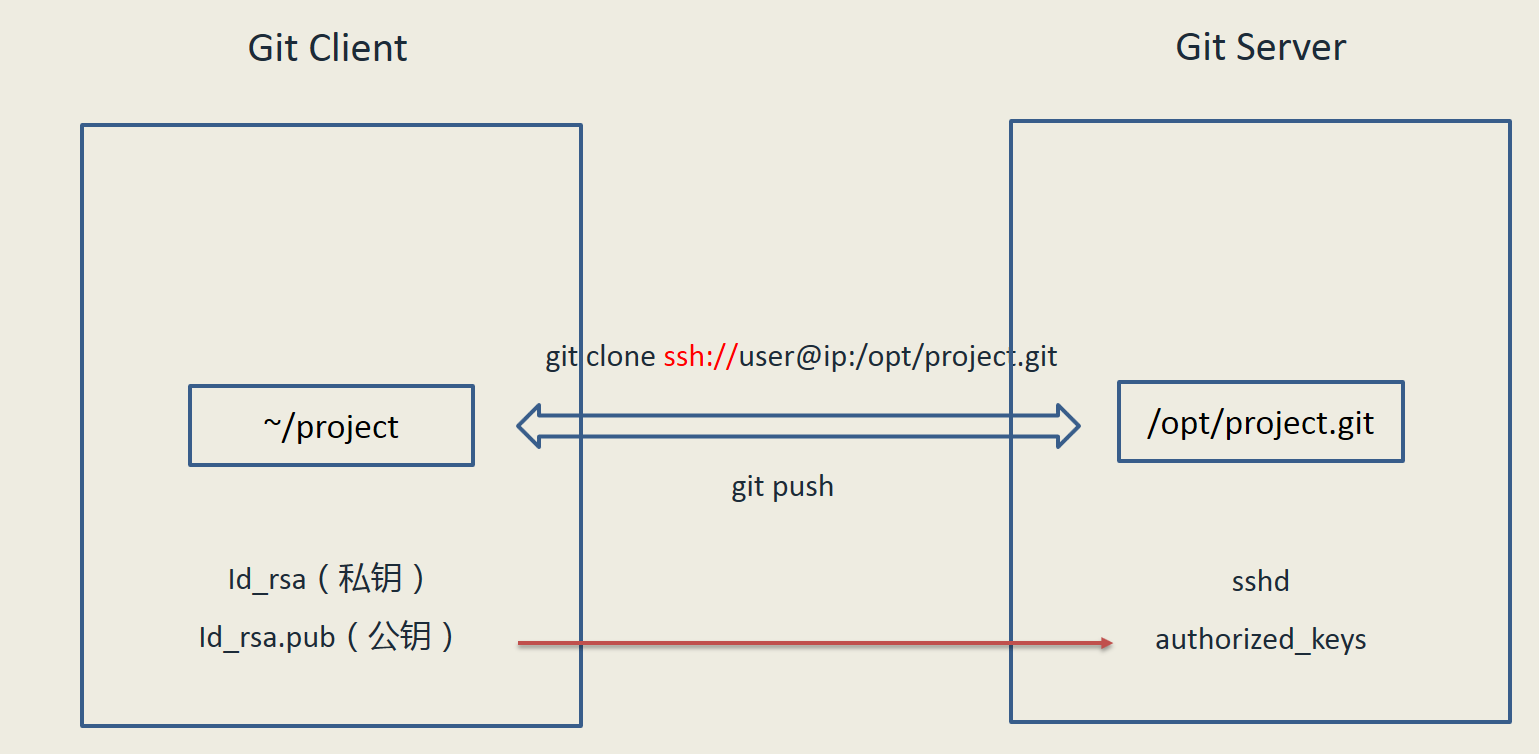 Git Client
Git Server
git clone ssh://user@ip:/opt/project.git
~/project
/opt/project.git
git push
Id_rsa（私钥）
sshd
Id_rsa.pub（公钥）
authorized_keys